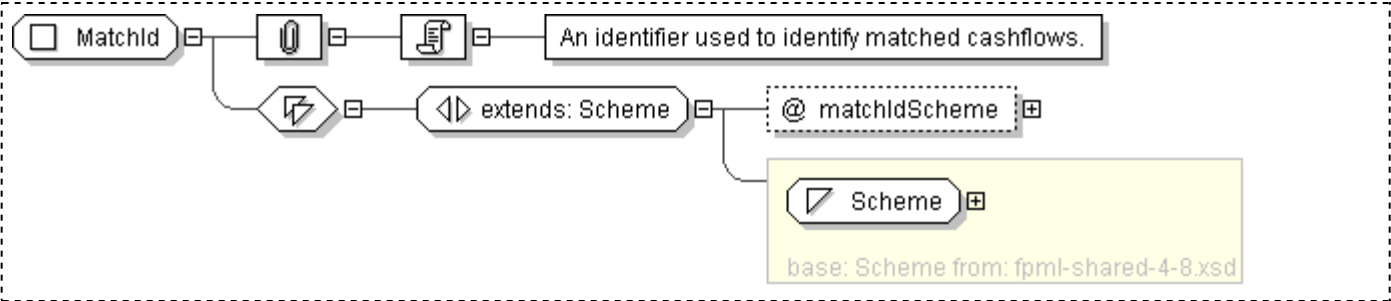 MatchId
An identifier used to identify matched cashflows.
extends: Scheme
@ matchIdScheme
Scheme
base: Scheme from: fpml-shared-4-8.xsd